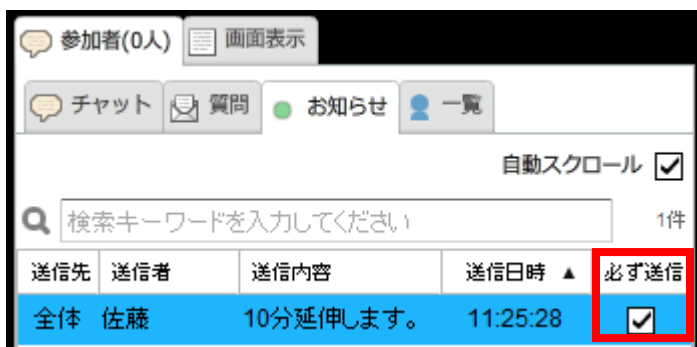 参加者(0人) 画面表示
チャット 質問 お知らせ 一覧
自動スクロール
検索キーワードを入力してください 1件
送信先 送信者 送信内容 送信日時 ▲ 必ず送信
全体 佐藤 10分延伸します。 11:25:28